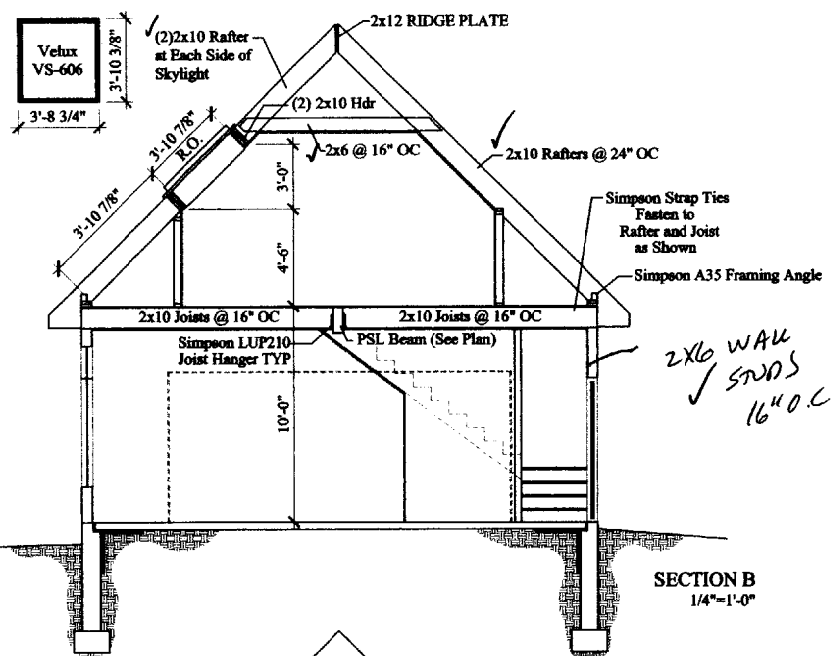 Velux
VS-606
3'-10 3/8"
3'-8 3/4"
(2)2x10 Rafter
at Each Side of
Skylight
2x12 RIDGE PLATE
(2) 2x10 Hdr
3'-10 7/8"
R.O.
3'-10 7/8"
2x6 @ 16" OC
2x10 Rafters @ 24" OC
3'-0"
4'-6"
Simpson Strap Ties
Fasten to
Rafter and Joist
as Shown
Simpson A35 Framing Angle
2x10 Joists @ 16" OC
2x10 Joists @ 16" OC
Simpson LUP210
Joist Hanger TYP
PSL Beam (See Plan)
2X6 WALL
STUDS
16" O.C
10'-0"
SECTION B
1/4"=1'-0"